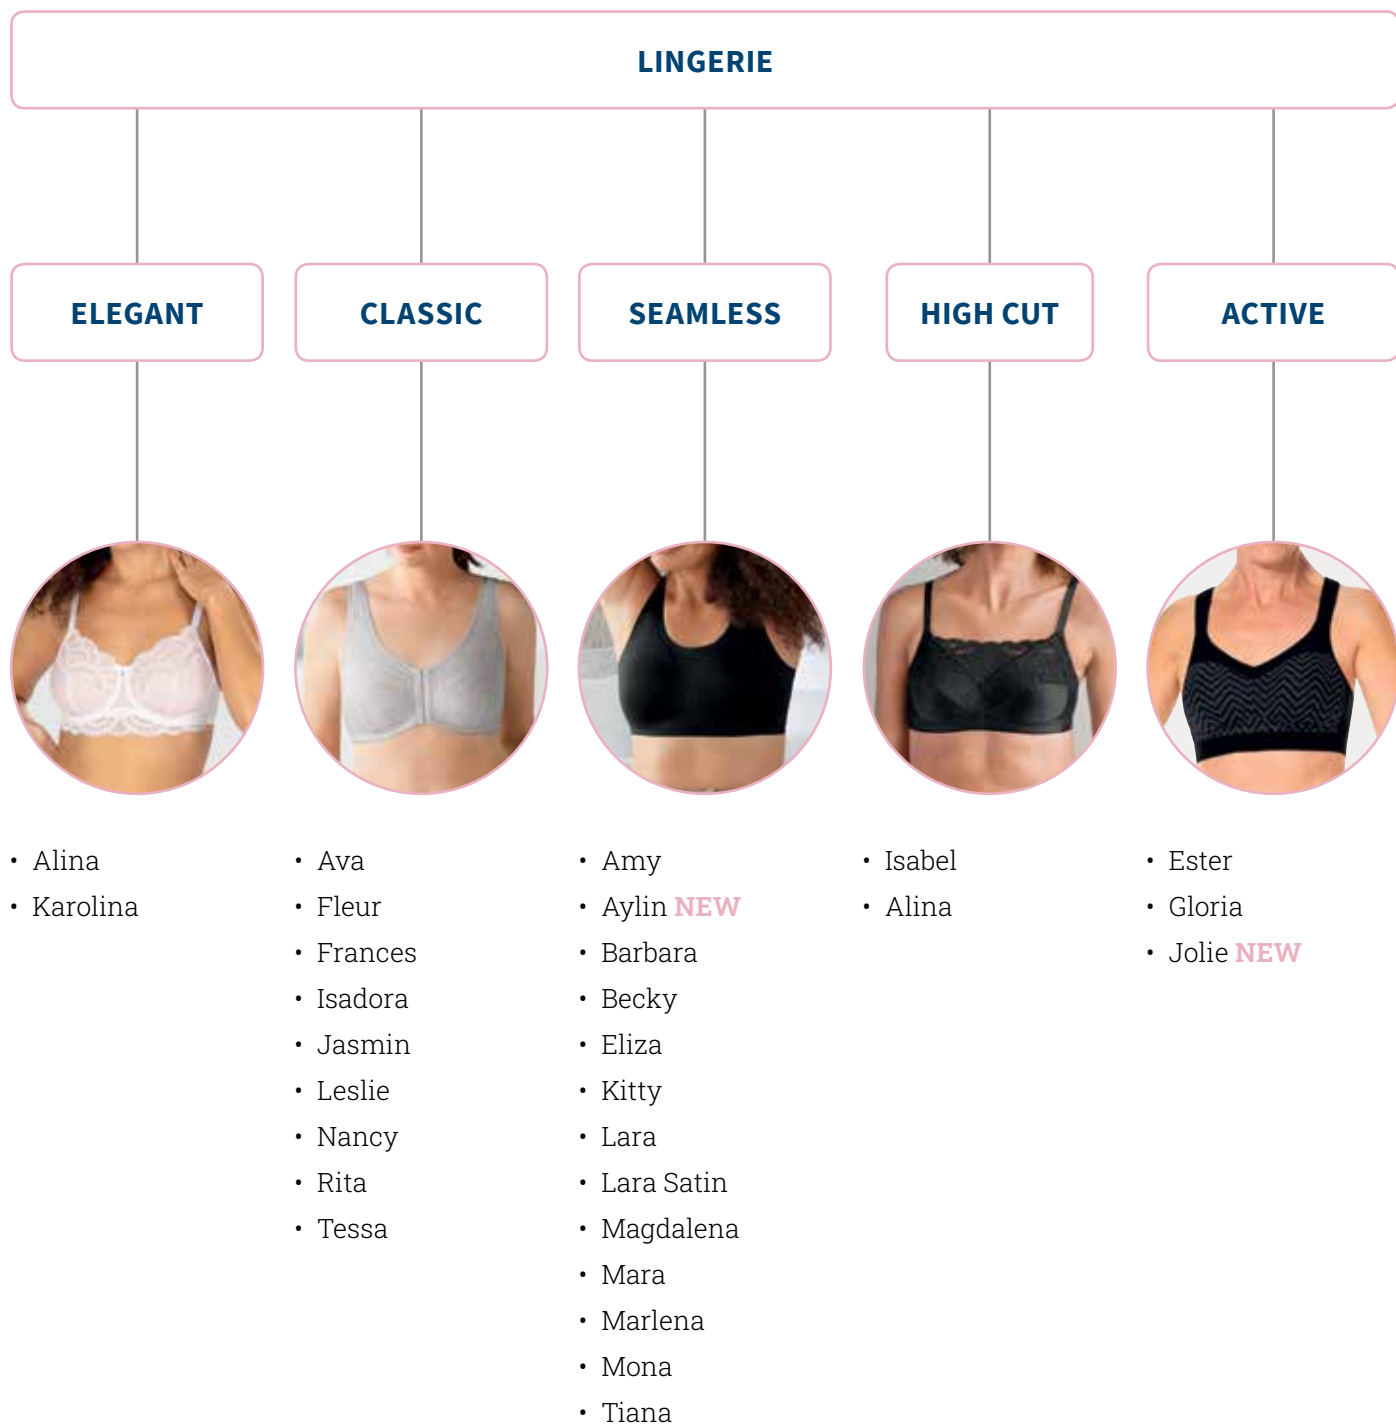 LINGERIE
ELEGANT
CLASSIC
SEAMLESS
HIGH CUT
ACTIVE
• Alina
• Karolina
• Ava
• Fleur
• Frances
• Isadora
• Jasmin
• Leslie
• Nancy
• Rita
• Tessa
• Amy
• Aylin NEW
• Barbara
• Becky
• Eliza
• Kitty
• Lara
• Lara Satin
• Magdalena
• Mara
• Marlena
• Mona
• Tiana
• Isabel
• Alina
• Ester
• Gloria
• Jolie NEW